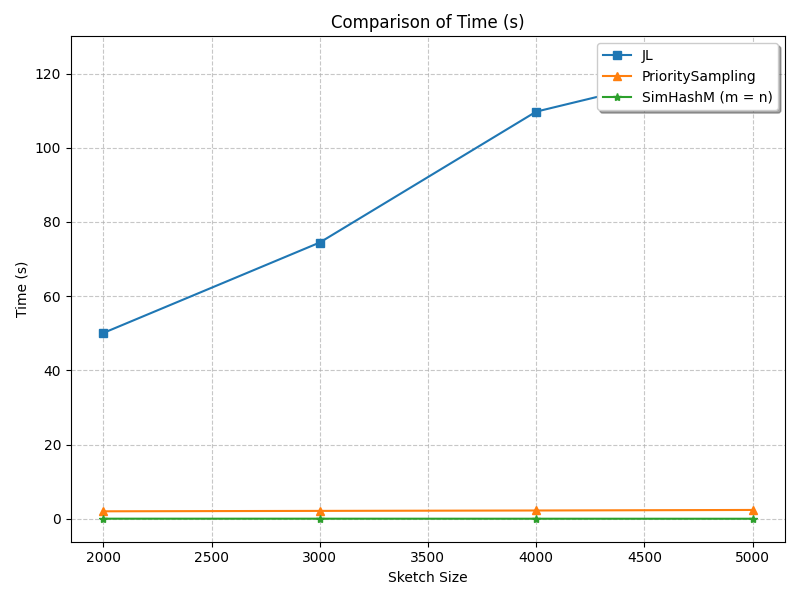 Comparison of Time (s)
JL
PrioritySampling
SimHashM (m = n)
Time (s)
120
100
80
60
40
20
0
2000 2500 3000 3500 4000 4500 5000
Sketch Size